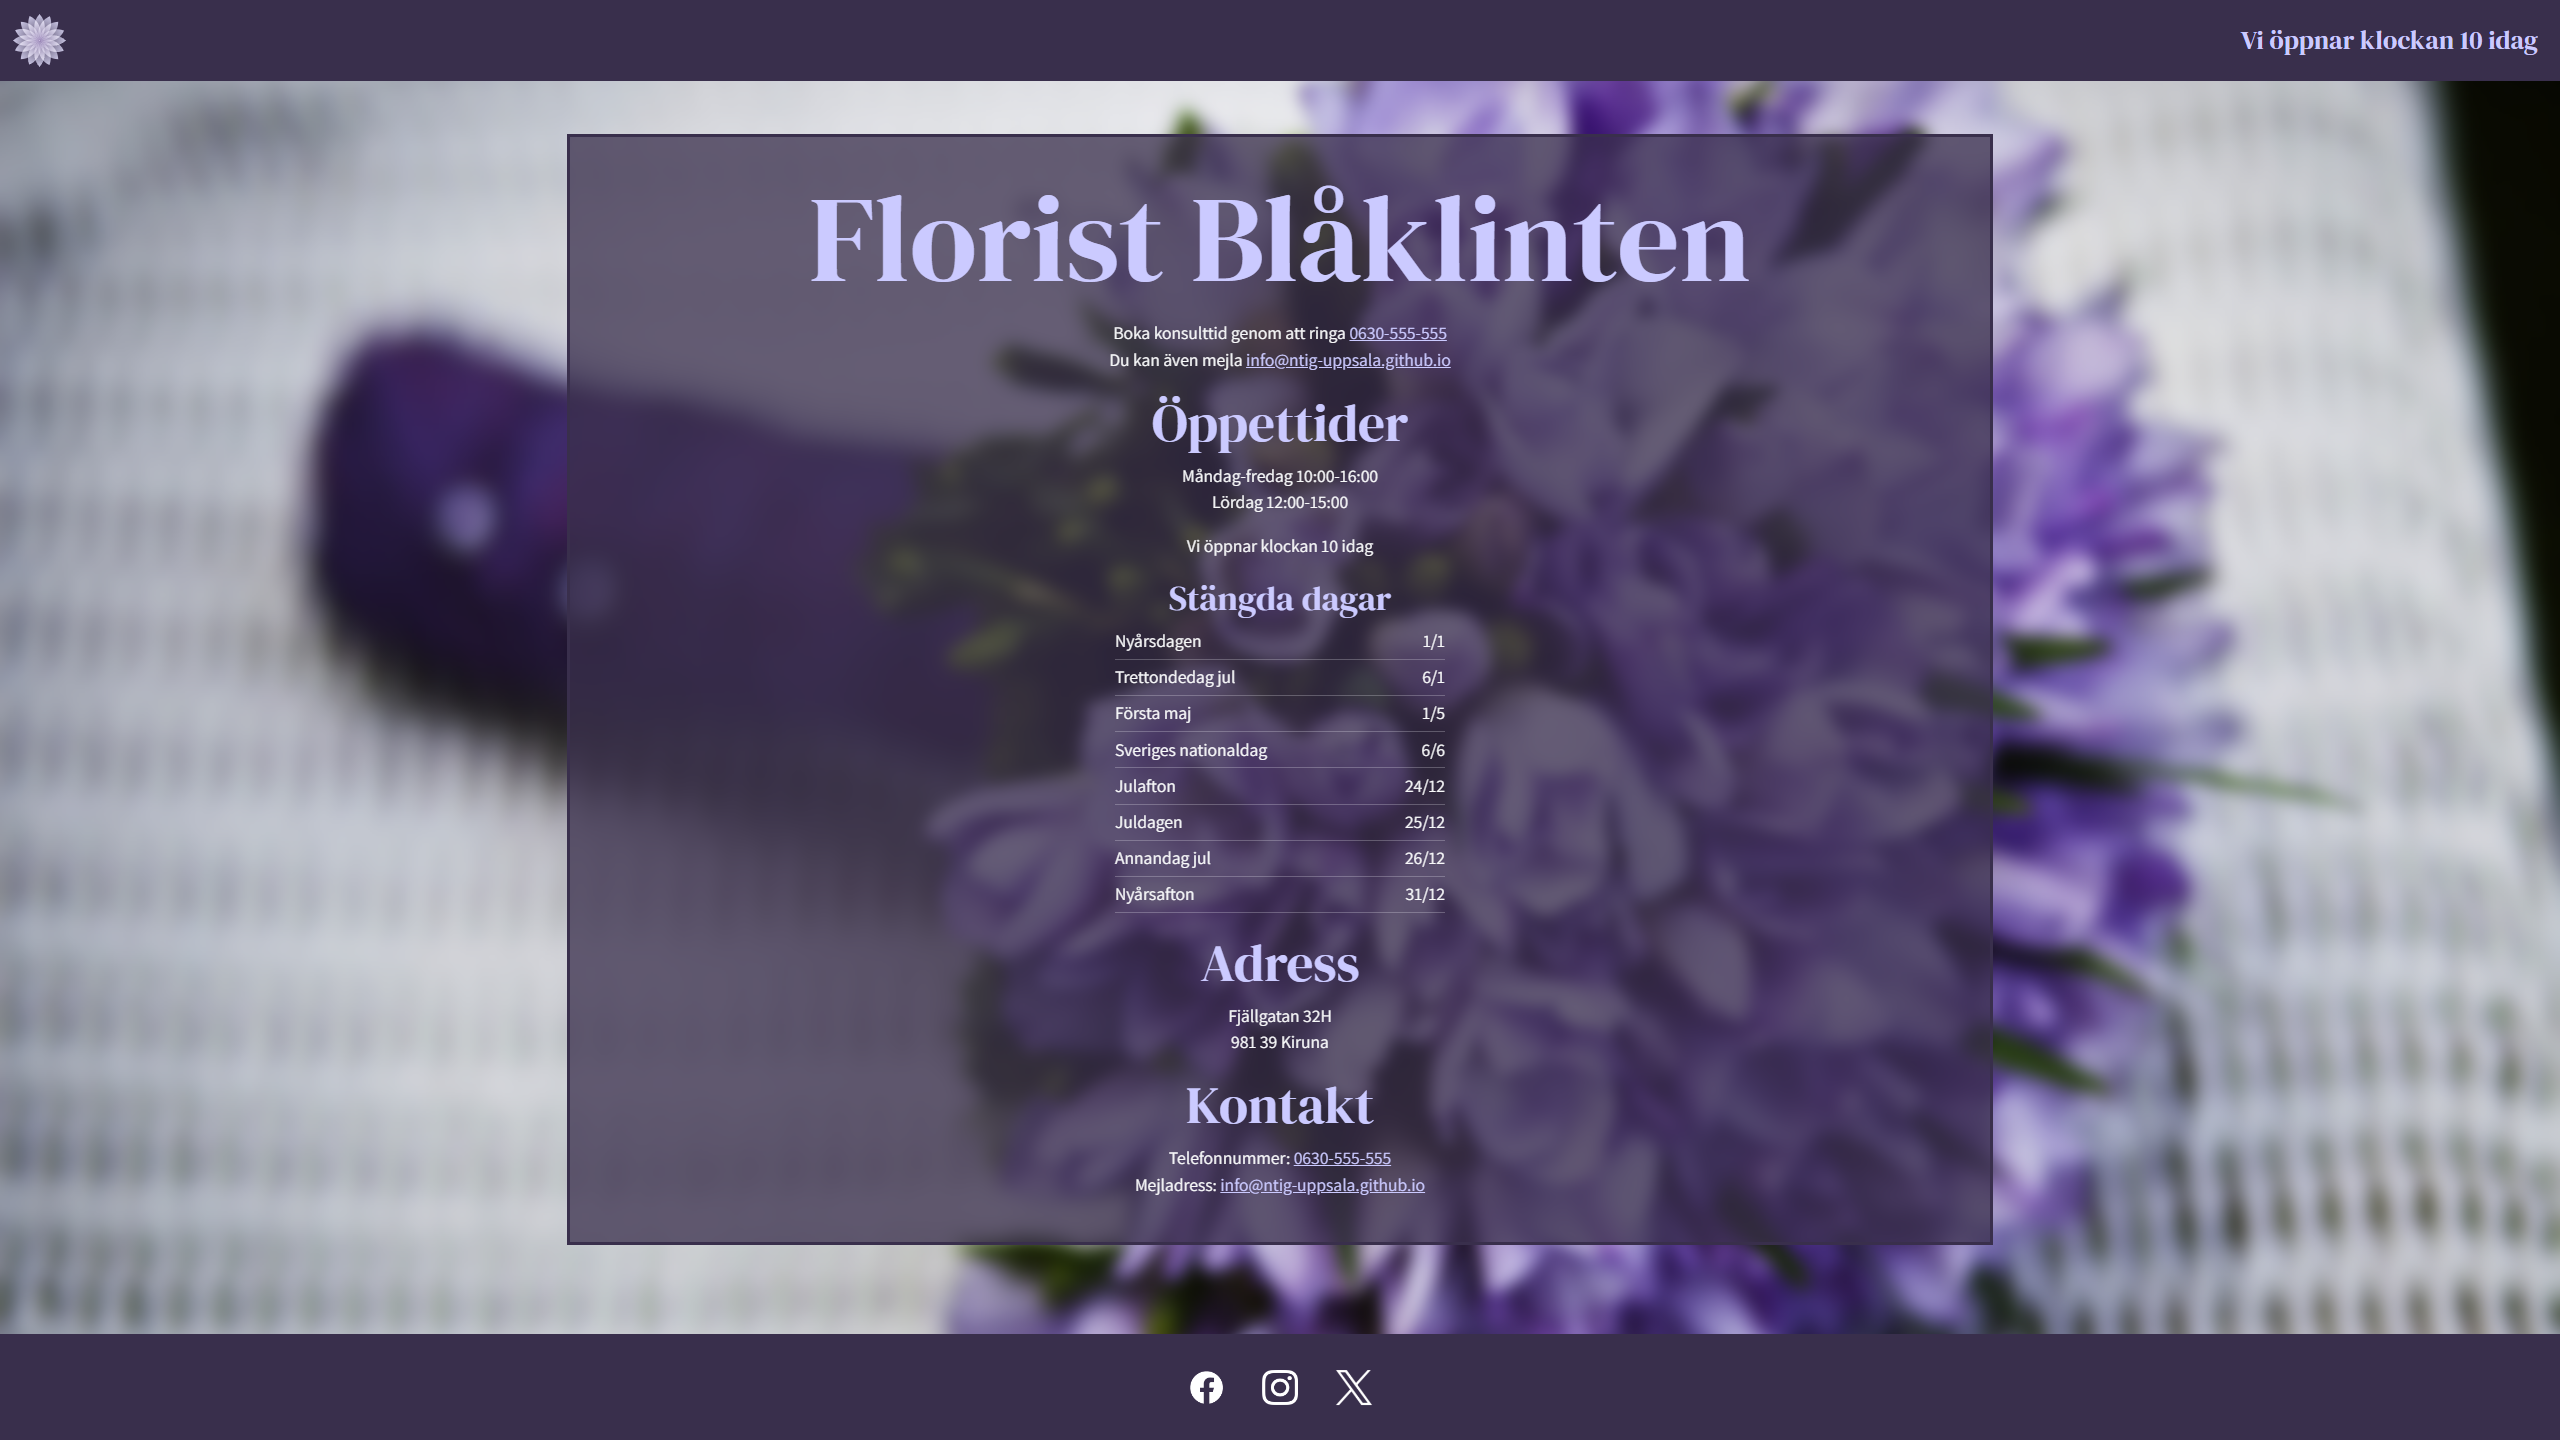 Vi öppnar klockan 10 idag
Florist Blåklinten
Boka konsulttid genom att ringa 0630-555-555
Du kan även mejla info@ntig-uppsala.github.io
Öppettider
Måndag-fredag 10:00-16:00
Lördag 12:00-15:00
Vi öppnar klockan 10 idag
Stängda dagar
Nyårsdagen 1/1
Trettondedag jul 6/1
Första maj 1/5
Sveriges nationaldag 6/6
Julafton 24/12
Juldagen 25/12
Annandag jul 26/12
Nyårsafton 31/12
Adress
Fjällgatan 32H
981 39 Kiruna
Kontakt
Telefonnummer: 0630-555-555
Mejladress: info@ntig-uppsala.github.io